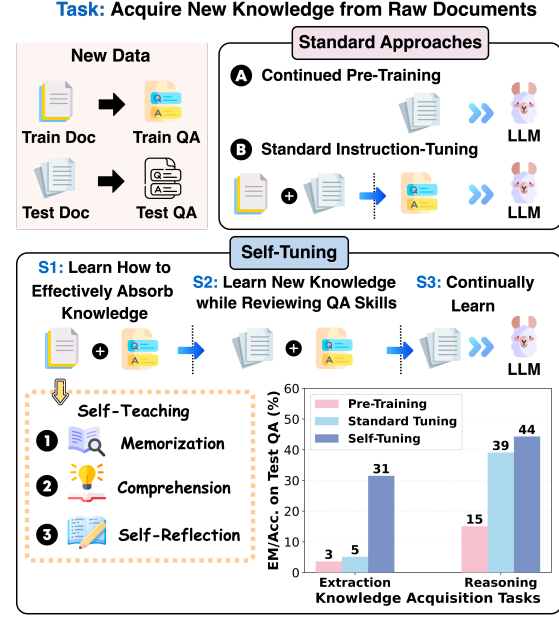 Task: Acquire New Knowledge from Raw Documents
New Data
Train Doc
Train QA
Test Doc
Test QA
Standard Approaches
A Continued Pre-Training
LLM
B Standard Instruction-Tuning
+
Q
A
LLM
Self-Tuning
S1: Learn How to
Effectively Absorb
Knowledge
S2: Learn New Knowledge
while Reviewing QA Skills
S3: Continually
Learn
+
Q
A
+
Q
A
LLM
Self-Teaching
1 Memorization
2 Comprehension
3 Self-Reflection
EM/Acc. on Test QA (%)
60
50
40
30
20
10
0
Pre-Training
Standard Tuning
Self-Tuning
3
5
31
15
39
44
Extraction
Reasoning
Knowledge Acquisition Tasks